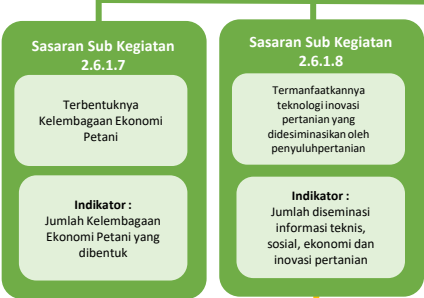 Sasaran Sub Kegiatan
2.6.1.7
Terbentuknya
Kelembagaan Ekonomi
Petani
Indikator :
Jumlah Kelembagaan
Ekonomi Petani yang
dibentuk
Sasaran Sub Kegiatan
2.6.1.8
Termanfaatkannya
teknologi inovasi
pertanian yang
didesiminasikan oleh
penyuluhpertanian
Indikator :
Jumlah diseminasi
informasi teknis,
sosial, ekonomi dan
inovasi pertanian